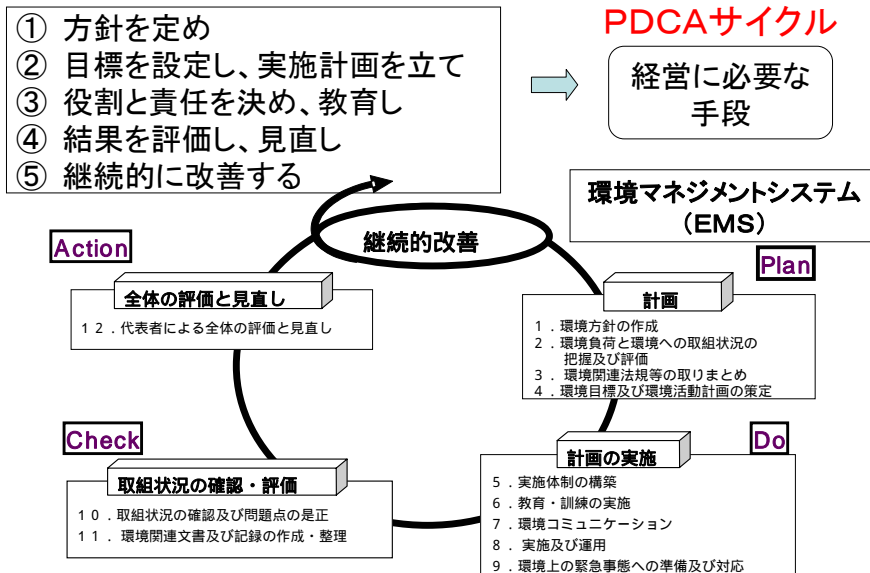 ① 方針を定め
② 目標を設定し、実施計画を立て
③ 役割と責任を決め、教育し
④ 結果を評価し、見直し
⑤ 継続的に改善する
PDCAサイクル
経営に必要な
手段
環境マネジメントシステム
(EMS)
継続的改善
Action
全体の評価と見直し
12.代表者による全体の評価と見直し
Plan
計画
1.環境方針の作成
2.環境負荷と環境への取組状況の
把握及び評価
3.環境関連法規等の取りまとめ
4.環境目標及び環境活動計画の策定
Check
取組状況の確認・評価
10.取組状況の確認及び問題点の是正
11.環境関連文書及び記録の作成・整理
Do
計画の実施
5.実施体制の構築
6.教育・訓練の実施
7.環境コミュニケーション
8.実施及び運用
9.環境上の緊急事態への準備及び対応